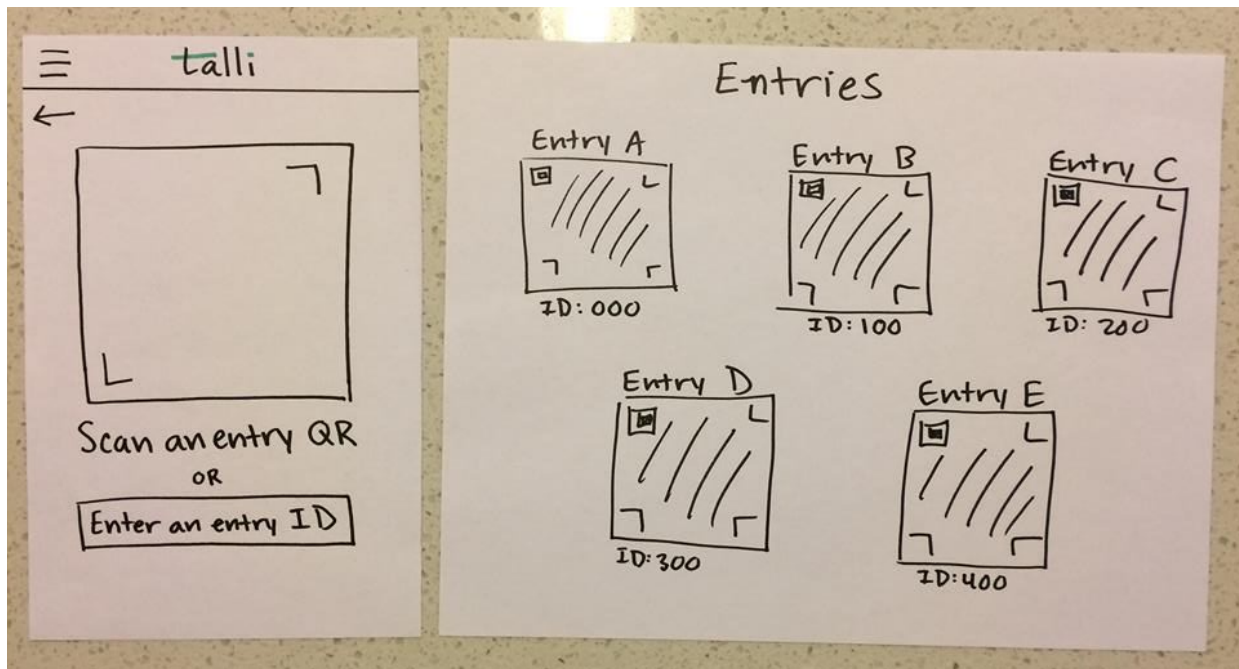 talli
Scan an entry QR
OR
Enter an entry ID
Entries
Entry A
ID: 000
Entry B
ID: 100
Entry C
ID: 200
Entry D
ID: 300
Entry E
ID: 400